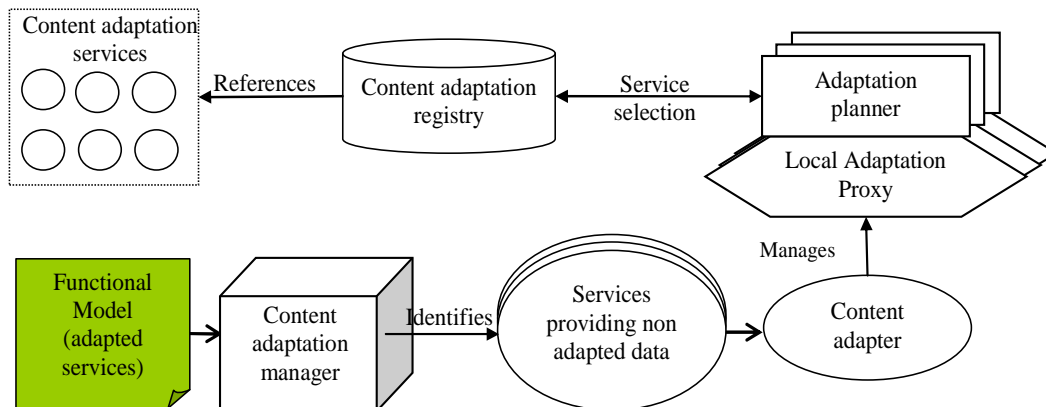 Content adaptation
services
References
Content adaptation
registry
Service
selection
Adaptation
planner
Local Adaptation
Proxy
Manages
Functional
Model
(adapted
services)
Content
adaptation
manager
Identifies
Services
providing non
adapted data
Content
adapter